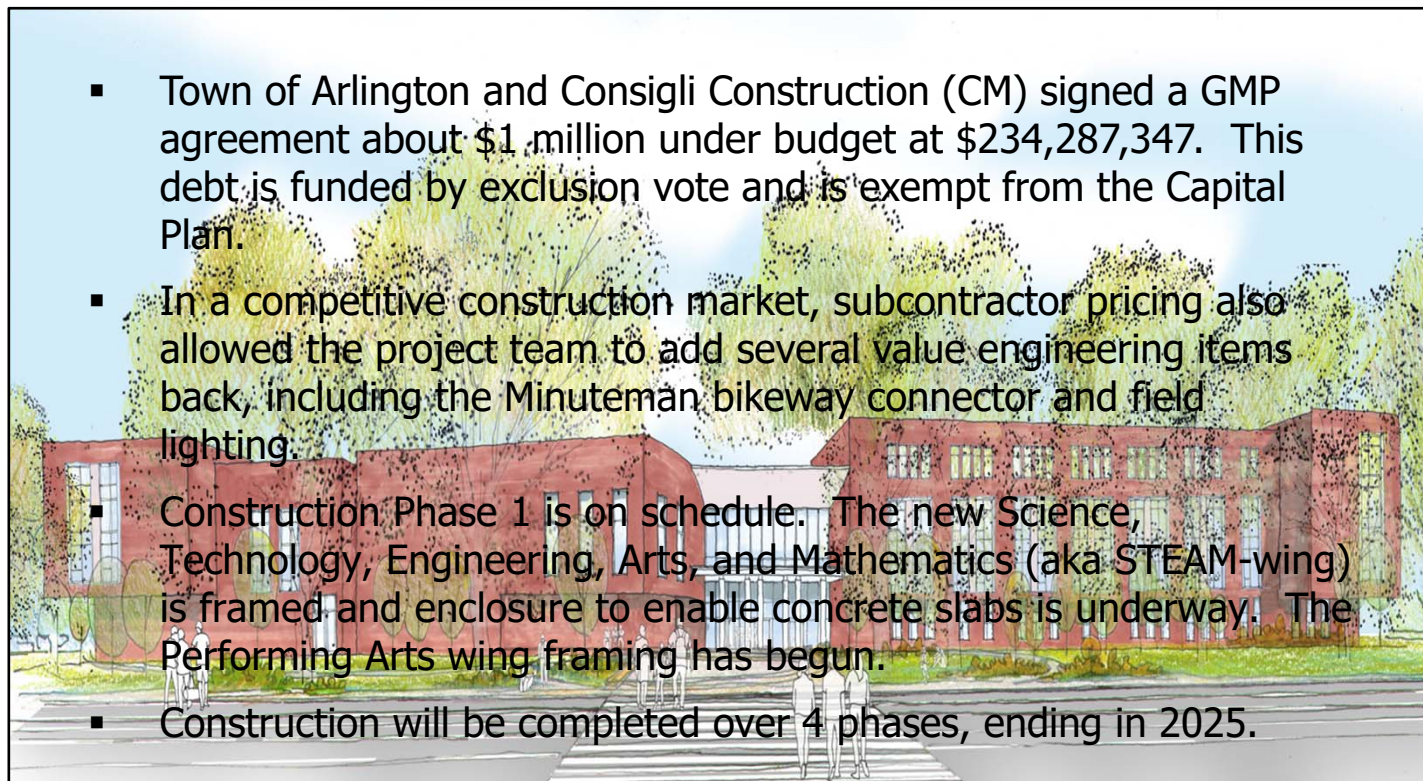 ▪ Town of Arlington and Consigli Construction (CM) signed a GMP
agreement about $1 million under budget at $234,287,347.  This
debt is funded by exclusion vote and is exempt from the Capital
Plan.
▪ In a competitive construction market, subcontractor pricing also
allowed the project team to add several value engineering items
back, including the Minuteman bikeway connector and field
lighting.
▪ Construction Phase 1 is on schedule.  The new Science,
Technology, Engineering, Arts, and Mathematics (aka STEAM-wing)
is framed and enclosure to enable concrete slabs is underway.  The
Performing Arts wing framing has begun.
▪ Construction will be completed over 4 phases, ending in 2025.